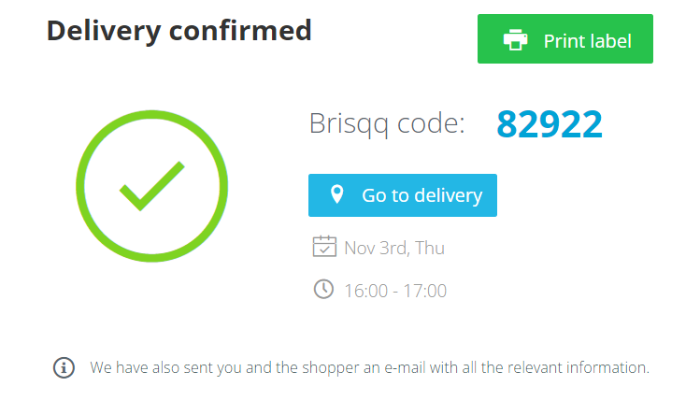 Delivery confirmed
Print label
Brisqq code: 82922
Go to delivery
Nov 3rd, Thu
16:00 - 17:00
We have also sent you and the shopper an e-mail with all the relevant information.